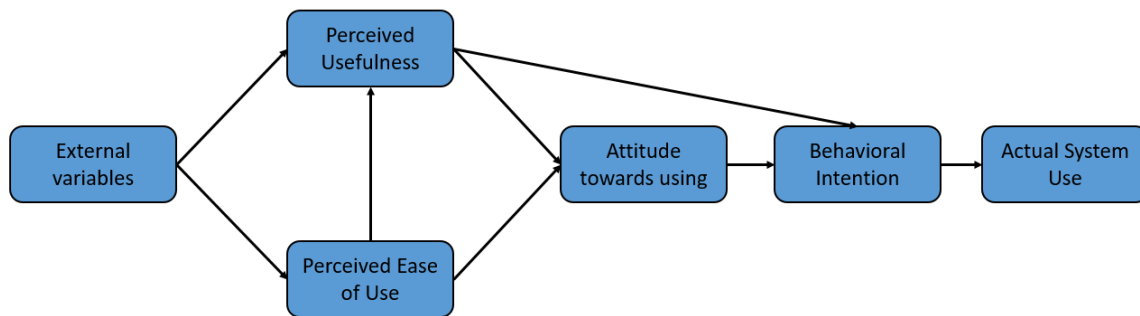 Perceived
Usefulness
External
variables
Attitude
towards using
Behavioral
Intention
Actual System
Use
Perceived Ease
of Use